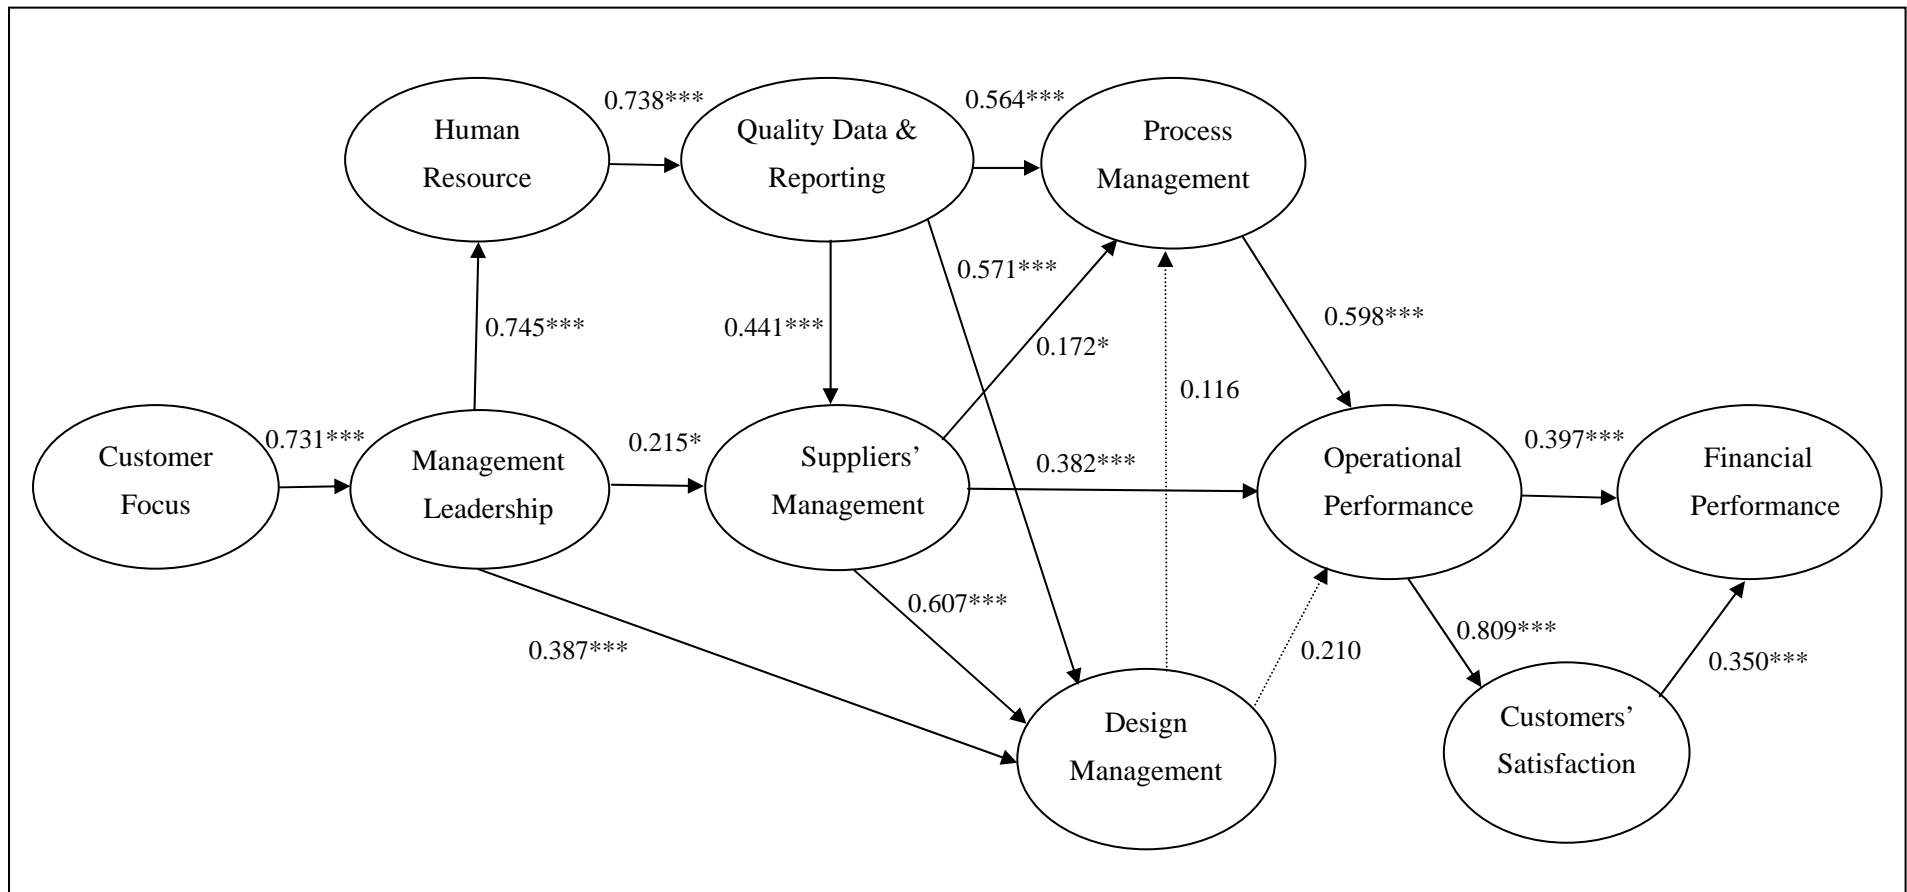 0.738***
0.564***
Human
Resource
Quality Data &
Reporting
Process
Management
0.571***
0.745***
0.441***
0.598***
0.172*
0.116
0.731***
0.215*
0.382***
0.397***
Customer
Focus
Management
Leadership
Suppliers’
Management
Operational
Performance
Financial
Performance
0.607***
0.387***
0.210
0.809***
0.350***
Design
Management
Customers’
Satisfaction